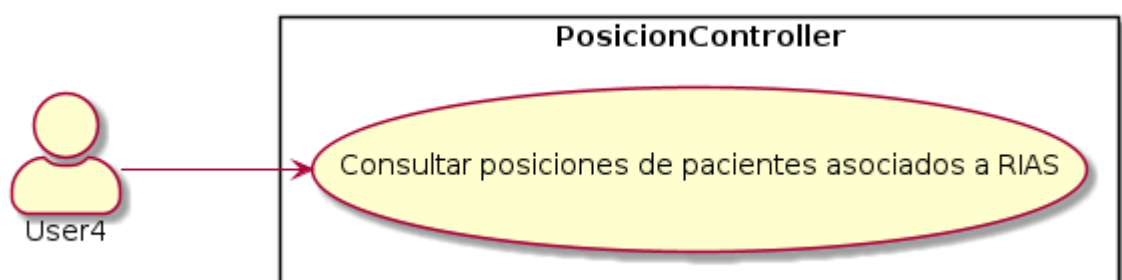 PosicionController
Consultar posiciones de pacientes asociados a RIAS
User4